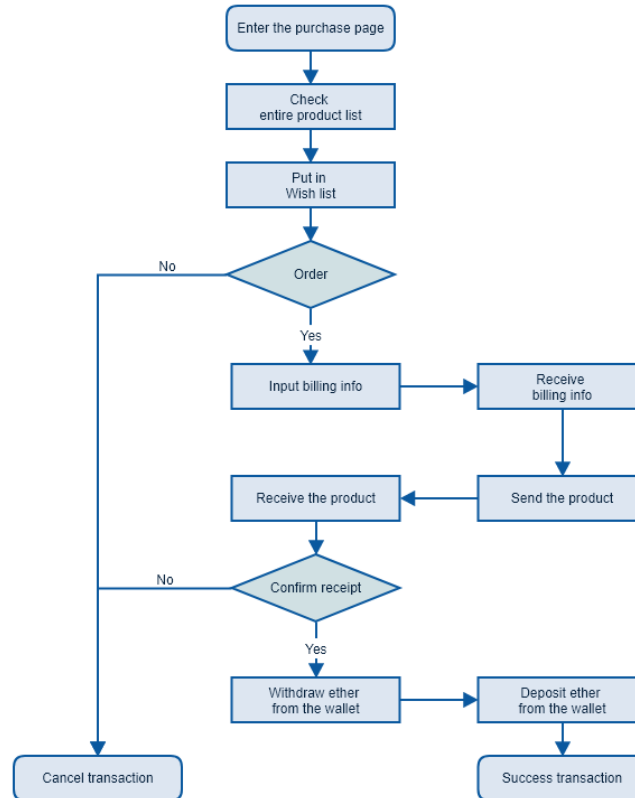 Enter the purchase page
Check
entire product list
Put in
Wish list
Order
No
Yes
Input billing info
Receive
billing info
Receive the product
Send the product
Confirm receipt
No
Yes
Withdraw ether
from the wallet
Deposit ether
from the wallet
Cancel transaction
Success transaction